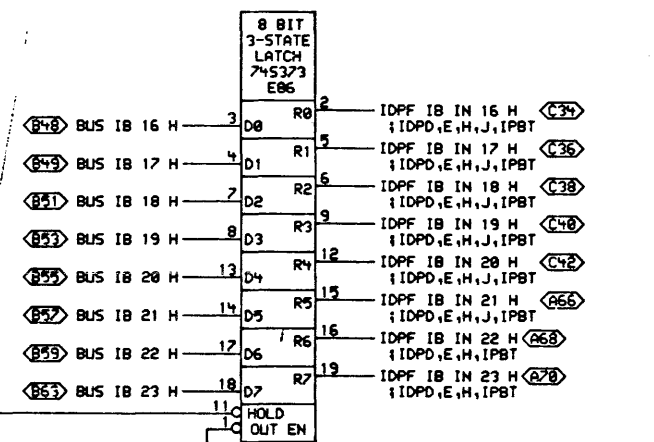 8 BIT
3-STATE
LATCH
74S373
E86
B48 BUS IB 16 H 3 D0 R0 2 IDPF IB IN 16 H C34
;IDPD,E,H,J,IPBT
B49 BUS IB 17 H 4 D1 R1 5 IDPF IB IN 17 H C36
;IDPD,E,H,J,IPBT
B51 BUS IB 18 H 7 D2 R2 6 IDPF IB IN 18 H C38
;IDPD,E,H,J,IPBT
B53 BUS IB 19 H 8 D3 R3 9 IDPF IB IN 19 H C40
;IDPD,E,H,J,IPBT
B55 BUS IB 20 H 13 D4 R4 12 IDPF IB IN 20 H C42
;IDPD,E,H,J,IPBT
B57 BUS IB 21 H 14 D5 R5 15 IDPF IB IN 21 H A66
;IDPD,E,H,J,IPBT
B59 BUS IB 22 H 17 D6 R6 16 IDPF IB IN 22 H A68
;IDPD,E,H,IPBT
B63 BUS IB 23 H 18 D7 R7 19 IDPF IB IN 23 H A70
;IDPD,E,H,IPBT
11 HOLD
1 OUT EN